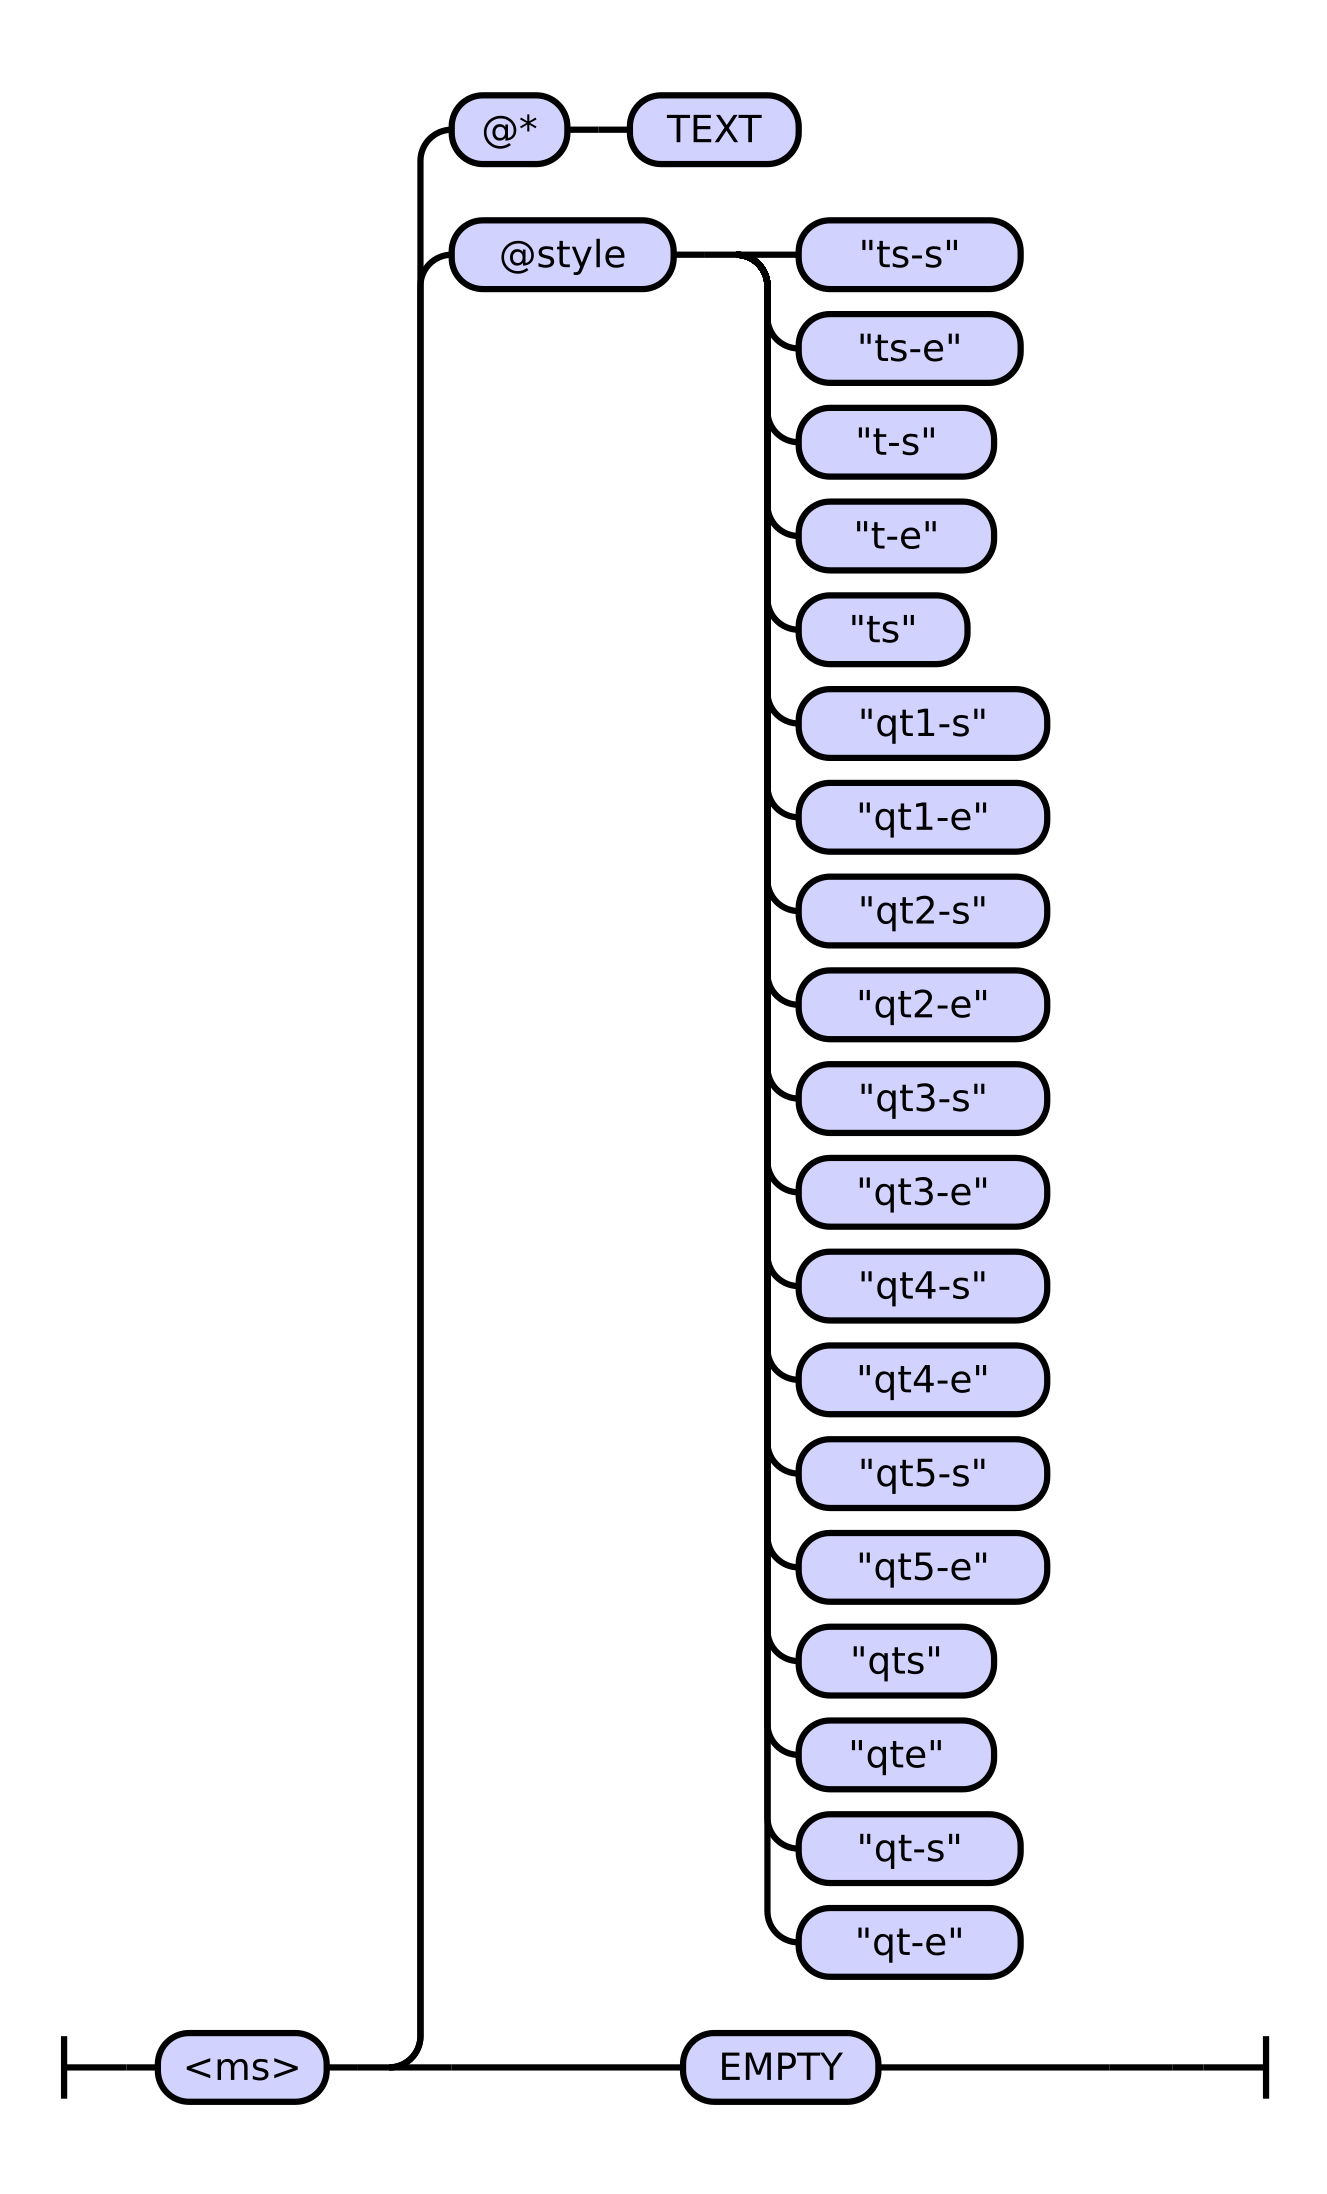 @* TEXT
@style "ts-s"
"ts-e"
"t-s"
"t-e"
"ts"
"qt1-s"
"qt1-e"
"qt2-s"
"qt2-e"
"qt3-s"
"qt3-e"
"qt4-s"
"qt4-e"
"qt5-s"
"qt5-e"
"qts"
"qte"
"qt-s"
"qt-e"
<ms> EMPTY